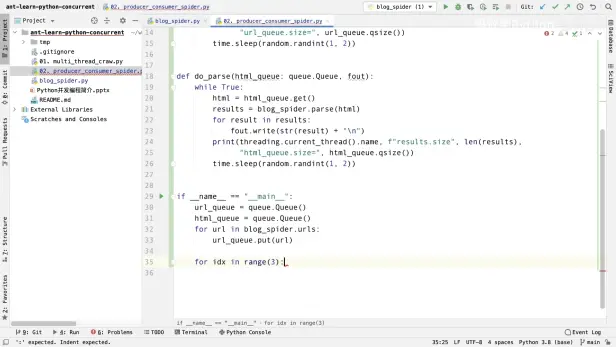 ant-learn-python-concurrent
02. producer_consumer_spider.py
blog_spider (1)
Git:
Project
blog_spider.py
02. producer_consumer_spider.py
ant-learn-python-concurrent
tmp
.gitignore
01. multi_thread_craw.py
02. producer_consumer_spider.py
blog_spider.py
Python并发编程简介.pptx
README.md
External Libraries
Scratches and Consoles
1: Project
0: Commit
Pull Requests
7: Structure
2: Favorites
Database
SciView
2 4 1
14 "url_queue.size=", url_queue.qsize())
15 time.sleep(random.randint(1, 2))
16
17
18 def do_parse(html_queue: queue.Queue, fout):
19 while True:
20 html = html_queue.get()
21 results = blog_spider.parse(html)
22 for result in results:
23 fout.write(str(result) + "\n")
24 print(threading.current_thread().name, f"results.size", len(results),
25 "html_queue.size=", html_queue.qsize())
26 time.sleep(random.randint(1, 2))
27
28
29 if __name__ == "__main__":
30 url_queue = queue.Queue()
31 html_queue = queue.Queue()
32 for url in blog_spider.urls:
33 url_queue.put(url)
34
35 for idx in range(3):
36
if __name__ == "__main__" › for idx in range(3)
9: Git
4: Run
6: Problems
TODO
Terminal
Python Console
Event Log
':' expected. Indent expected.
35:25 LF UTF-8 4 spaces Python 3.8 (base) main